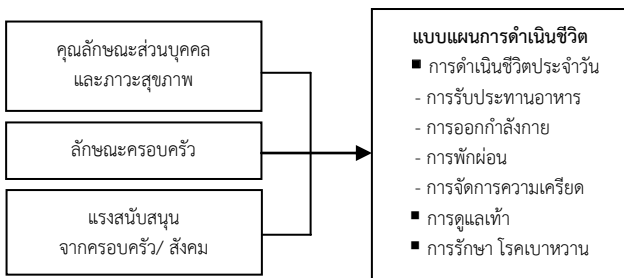 คุณลักษณะส่วนบุคคล
และภาวะสุขภาพ
ลักษณะครอบครัว
แรงสนับสนุน
จากครอบครัว/ สังคม
แบบแผนการดำเนินชีวิต
▪ การดำเนินชีวิตประจำวัน
- การรับประทานอาหาร
- การออกกำลังกาย
- การพักผ่อน
- การจัดการความเครียด
▪ การดูแลเท้า
▪ การรักษา โรคเบาหวาน